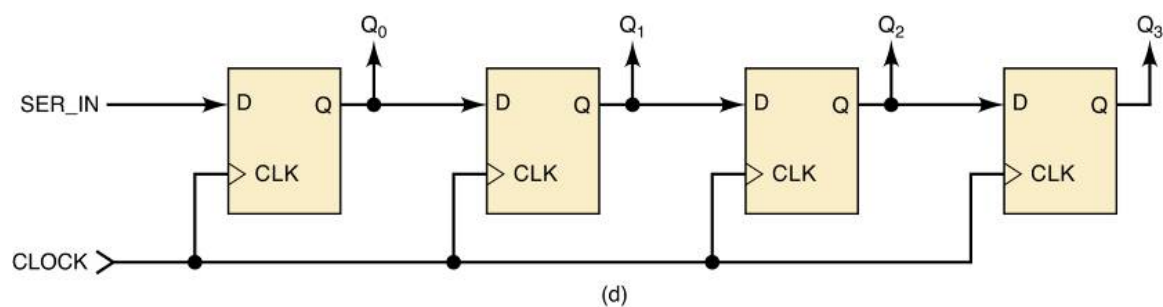 Q0 Q1 Q2 Q3
SER_IN D Q D Q D Q D Q
CLK CLK CLK CLK
CLOCK
(d)